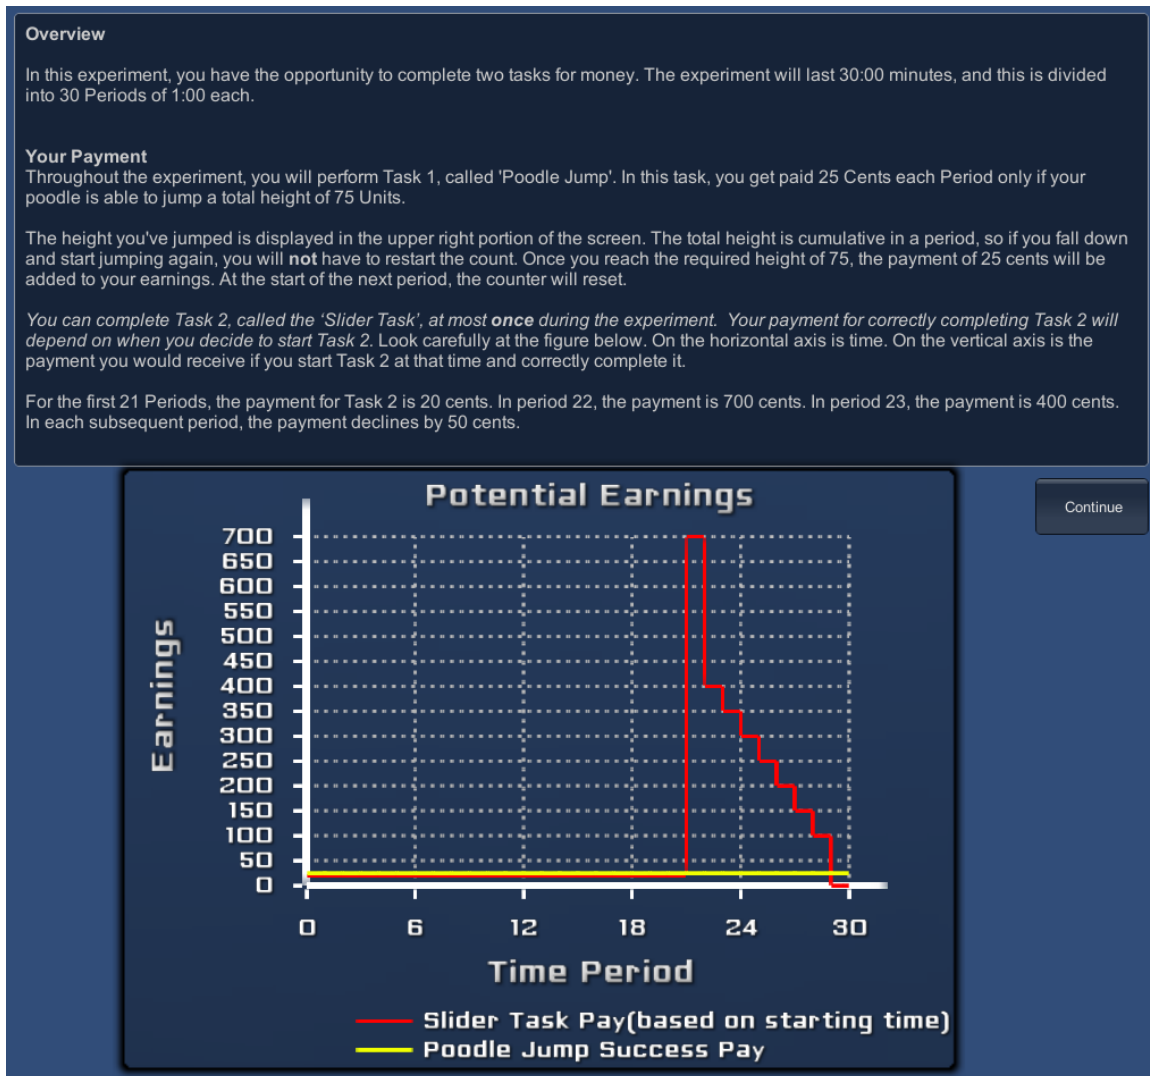 Overview
In this experiment, you have the opportunity to complete two tasks for money. The experiment will last 30:00 minutes, and this is divided
into 30 Periods of 1:00 each.
Your Payment
Throughout the experiment, you will perform Task 1, called 'Poodle Jump'. In this task, you get paid 25 Cents each Period only if your
poodle is able to jump a total height of 75 Units.
The height you've jumped is displayed in the upper right portion of the screen. The total height is cumulative in a period, so if you fall down
and start jumping again, you will not have to restart the count. Once you reach the required height of 75, the payment of 25 cents will be
added to your earnings. At the start of the next period, the counter will reset.
You can complete Task 2, called the ‘Slider Task’, at most once during the experiment. Your payment for correctly completing Task 2 will
depend on when you decide to start Task 2. Look carefully at the figure below. On the horizontal axis is time. On the vertical axis is the
payment you would receive if you start Task 2 at that time and correctly complete it.
For the first 21 Periods, the payment for Task 2 is 20 cents. In period 22, the payment is 700 cents. In period 23, the payment is 400 cents.
In each subsequent period, the payment declines by 50 cents.
Continue
Potential Earnings
Earnings
700
650
600
550
500
450
400
350
300
250
200
150
100
50
0
0 6 12 18 24 30
Time Period
Slider Task Pay(based on starting time)
Poodle Jump Success Pay